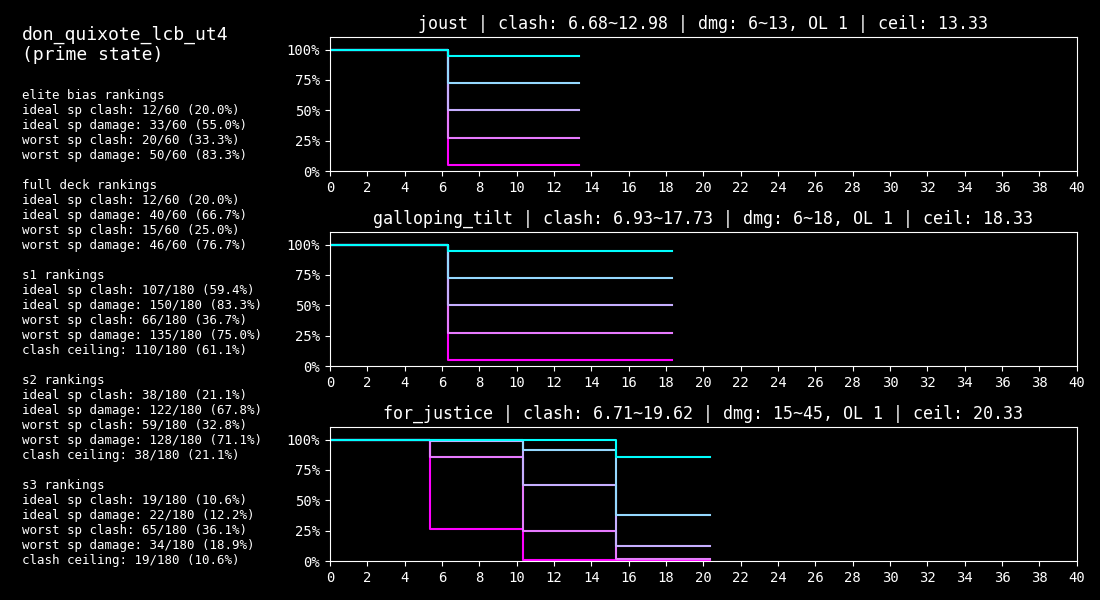 don_quixote_lcb_ut4
(prime state)
elite bias rankings
ideal sp clash: 12/60 (20.0%)
ideal sp damage: 33/60 (55.0%)
worst sp clash: 20/60 (33.3%)
worst sp damage: 50/60 (83.3%)
full deck rankings
ideal sp clash: 12/60 (20.0%)
ideal sp damage: 40/60 (66.7%)
worst sp clash: 15/60 (25.0%)
worst sp damage: 46/60 (76.7%)
s1 rankings
ideal sp clash: 107/180 (59.4%)
ideal sp damage: 150/180 (83.3%)
worst sp clash: 66/180 (36.7%)
worst sp damage: 135/180 (75.0%)
clash ceiling: 110/180 (61.1%)
s2 rankings
ideal sp clash: 38/180 (21.1%)
ideal sp damage: 122/180 (67.8%)
worst sp clash: 59/180 (32.8%)
worst sp damage: 128/180 (71.1%)
clash ceiling: 38/180 (21.1%)
s3 rankings
ideal sp clash: 19/180 (10.6%)
ideal sp damage: 22/180 (12.2%)
worst sp clash: 65/180 (36.1%)
worst sp damage: 34/180 (18.9%)
clash ceiling: 19/180 (10.6%)
joust | clash: 6.68~12.98 | dmg: 6~13, OL 1 | ceil: 13.33
100%
75%
50%
25%
0%
0 2 4 6 8 10 12 14 16 18 20 22 24 26 28 30 32 34 36 38 40
galloping_tilt | clash: 6.93~17.73 | dmg: 6~18, OL 1 | ceil: 18.33
100%
75%
50%
25%
0%
0 2 4 6 8 10 12 14 16 18 20 22 24 26 28 30 32 34 36 38 40
for_justice | clash: 6.71~19.62 | dmg: 15~45, OL 1 | ceil: 20.33
100%
75%
50%
25%
0%
0 2 4 6 8 10 12 14 16 18 20 22 24 26 28 30 32 34 36 38 40